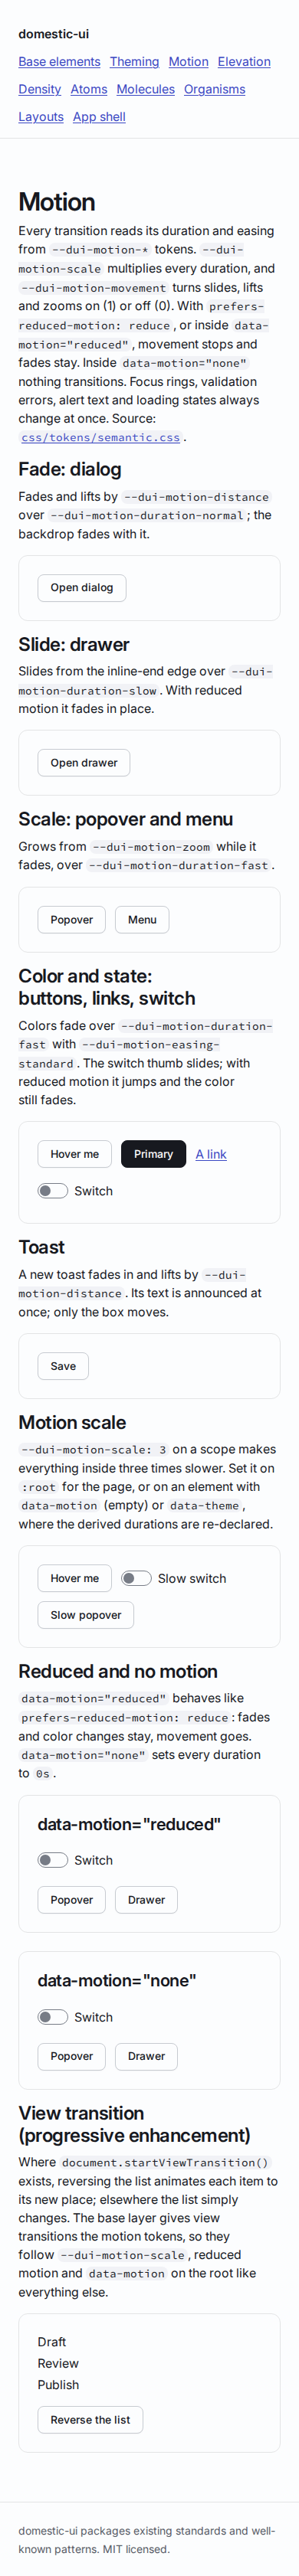 domestic-ui
Base elements Theming Motion Elevation
Density Atoms Molecules Organisms
Layouts App shell
Motion
Every transition reads its duration and easing
from --dui-motion-* tokens. --dui-
motion-scale multiplies every duration, and
--dui-motion-movement turns slides, lifts
and zooms on (1) or off (0). With prefers-
reduced-motion: reduce, or inside data-
motion="reduced", movement stops and
fades stay. Inside data-motion="none"
nothing transitions. Focus rings, validation
errors, alert text and loading states always
change at once. Source:
css/tokens/semantic.css.
Fade: dialog
Fades and lifts by --dui-motion-distance
over --dui-motion-duration-normal; the
backdrop fades with it.
Open dialog
Slide: drawer
Slides from the inline-end edge over --dui-
motion-duration-slow. With reduced
motion it fades in place.
Open drawer
Scale: popover and menu
Grows from --dui-motion-zoom while it
fades, over --dui-motion-duration-fast.
Popover Menu
Color and state:
buttons, links, switch
Colors fade over --dui-motion-duration-
fast with --dui-motion-easing-
standard. The switch thumb slides; with
reduced motion it jumps and the color
still fades.
Hover me Primary A link
Switch
Toast
A new toast fades in and lifts by --dui-
motion-distance. Its text is announced at
once; only the box moves.
Save
Motion scale
--dui-motion-scale: 3 on a scope makes
everything inside three times slower. Set it on
:root for the page, or on an element with
data-motion (empty) or data-theme,
where the derived durations are re-declared.
Hover me Slow switch
Slow popover
Reduced and no motion
data-motion="reduced" behaves like
prefers-reduced-motion: reduce: fades
and color changes stay, movement goes.
data-motion="none" sets every duration
to 0s.
data-motion="reduced"
Switch
Popover Drawer
data-motion="none"
Switch
Popover Drawer
View transition
(progressive enhancement)
Where document.startViewTransition()
exists, reversing the list animates each item to
its new place; elsewhere the list simply
changes. The base layer gives view
transitions the motion tokens, so they
follow --dui-motion-scale, reduced
motion and data-motion on the root like
everything else.
Draft
Review
Publish
Reverse the list
domestic-ui packages existing standards and well-
known patterns. MIT licensed.